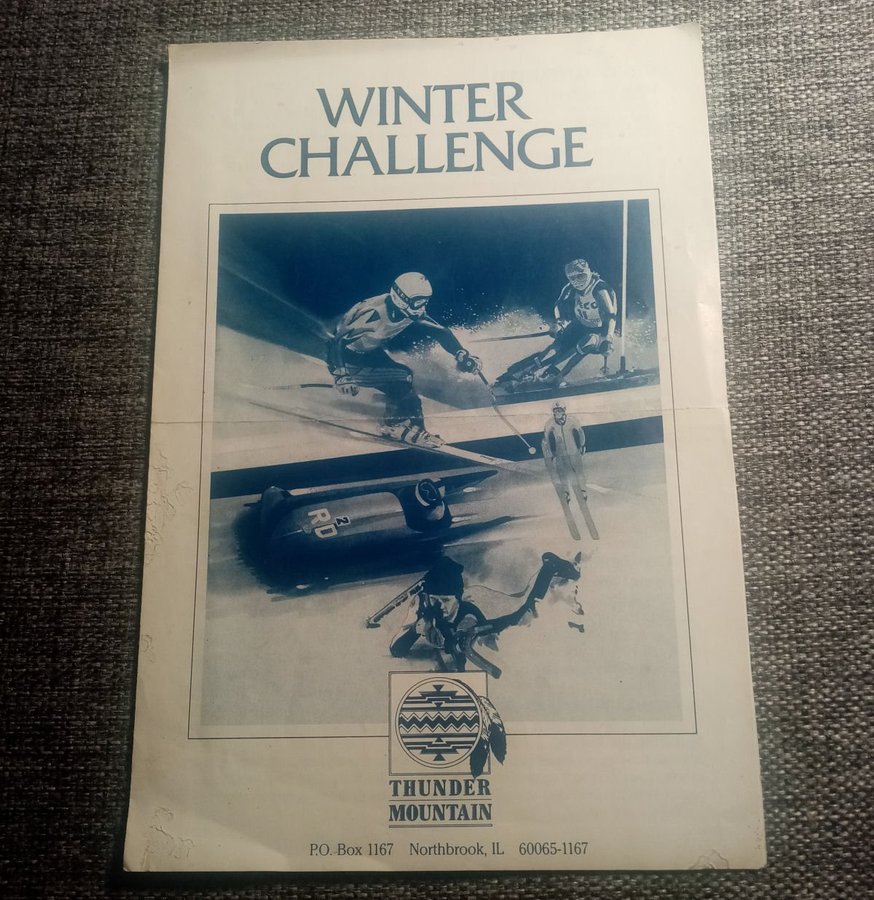 WINTER
CHALLENGE
RD
Z
THUNDER
MOUNTAIN
P.O. Box 1167 Northbrook, IL 60065-1167